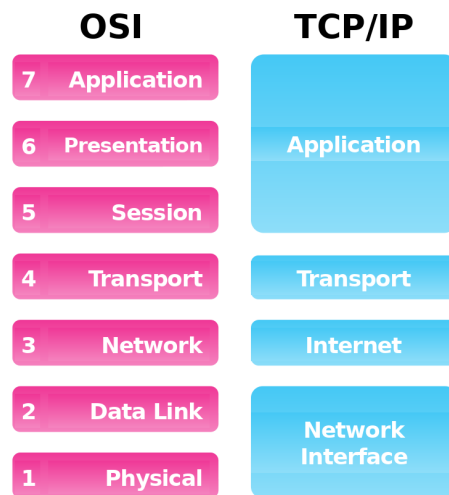 OSI
TCP/IP
7 Application
6 Presentation
5 Session
4 Transport
3 Network
2 Data Link
1 Physical
Application
Transport
Internet
Network
Interface